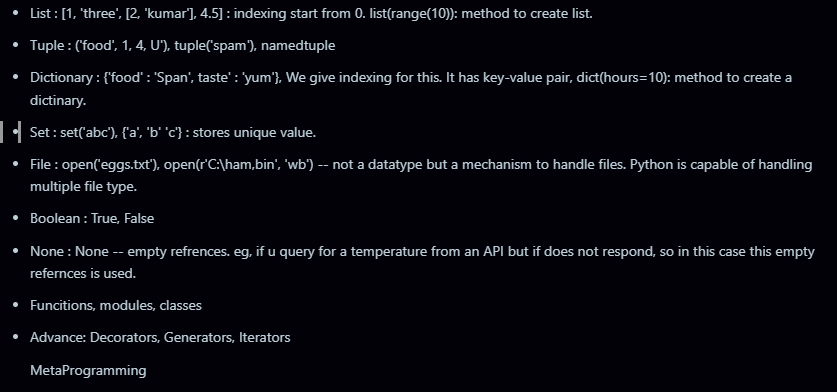 List : [1, 'three', [2, 'kumar'], 4.5] : indexing start from 0. list(range(10)): method to create list.
Tuple : ('food', 1, 4, U'), tuple('spam'), namedtuple
Dictionary : {'food' : 'Span', taste' : 'yum'}, We give indexing for this. It has key-value pair, dict(hours=10): method to create a
dictinary.
Set : set('abc'), {'a', 'b' 'c'} : stores unique value.
File : open('eggs.txt'), open(r'C:\ham,bin', 'wb') -- not a datatype but a mechanism to handle files. Python is capable of handling
multiple file type.
Boolean : True, False
None : None -- empty refrences. eg, if u query for a temperature from an API but if does not respond, so in this case this empty
refernces is used.
Funcitions, modules, classes
Advance: Decorators, Generators, Iterators
MetaProgramming